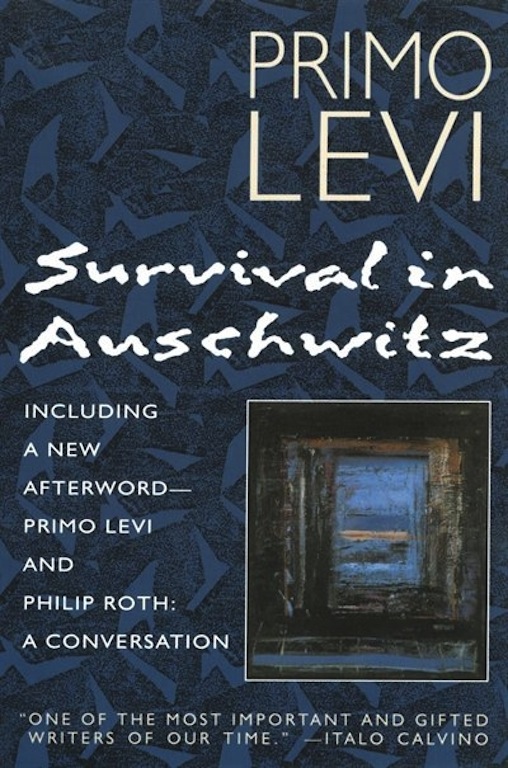 PRIMO
LEVI
Survival in
Auschwitz
INCLUDING
A NEW
AFTERWORD—
PRIMO LEVI
AND
PHILIP ROTH:
A CONVERSATION
“ONE OF THE MOST IMPORTANT AND GIFTED
WRITERS OF OUR TIME.” —ITALO CALVINO